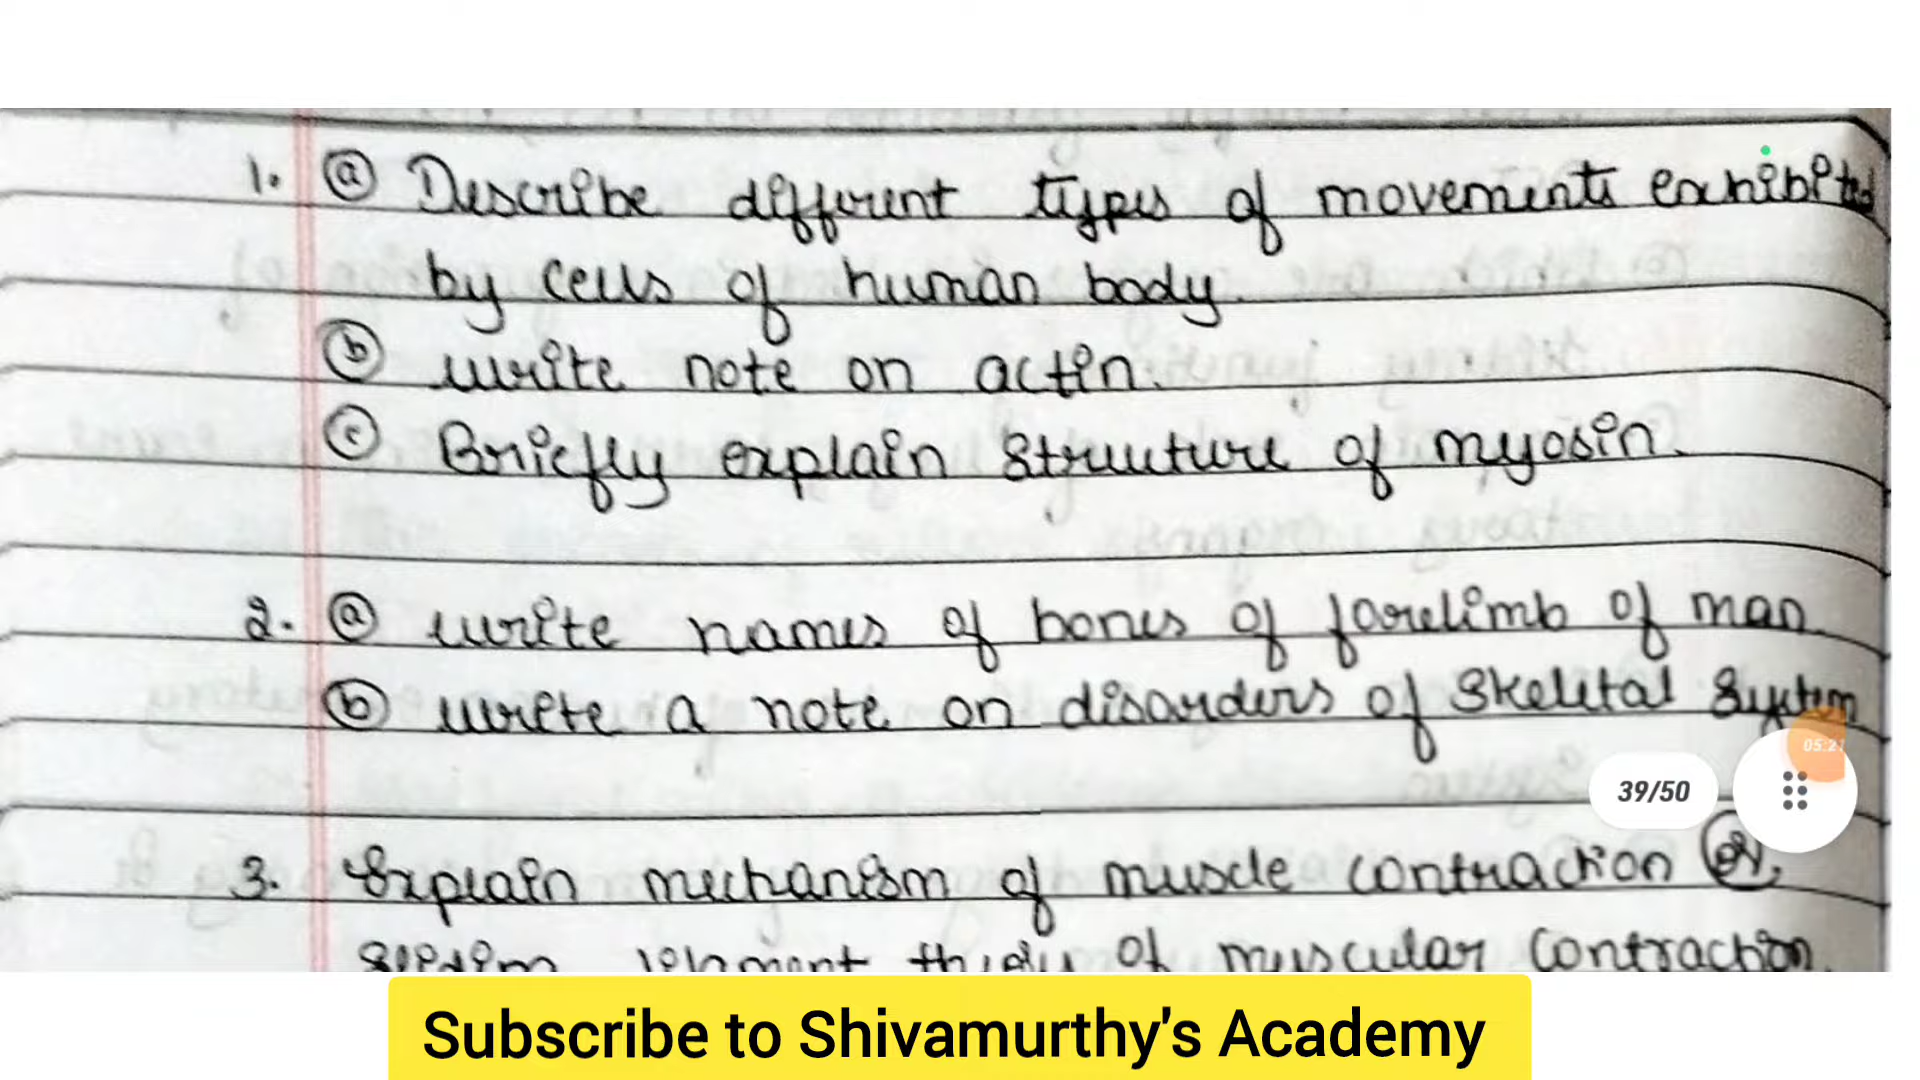 1. (a) Describe different types of movements exhibited
by cells of human body.
(b) write note on actin.
(c) Briefly explain structure of myosin.
2. (a) write names of bones of forelimb of man
(b) write a note on disorders of skeletal system
05:21
39/50
3. Explain mechanism of muscle contraction (or),
of muscular contraction.
Subscribe to Shivamurthy's Academy